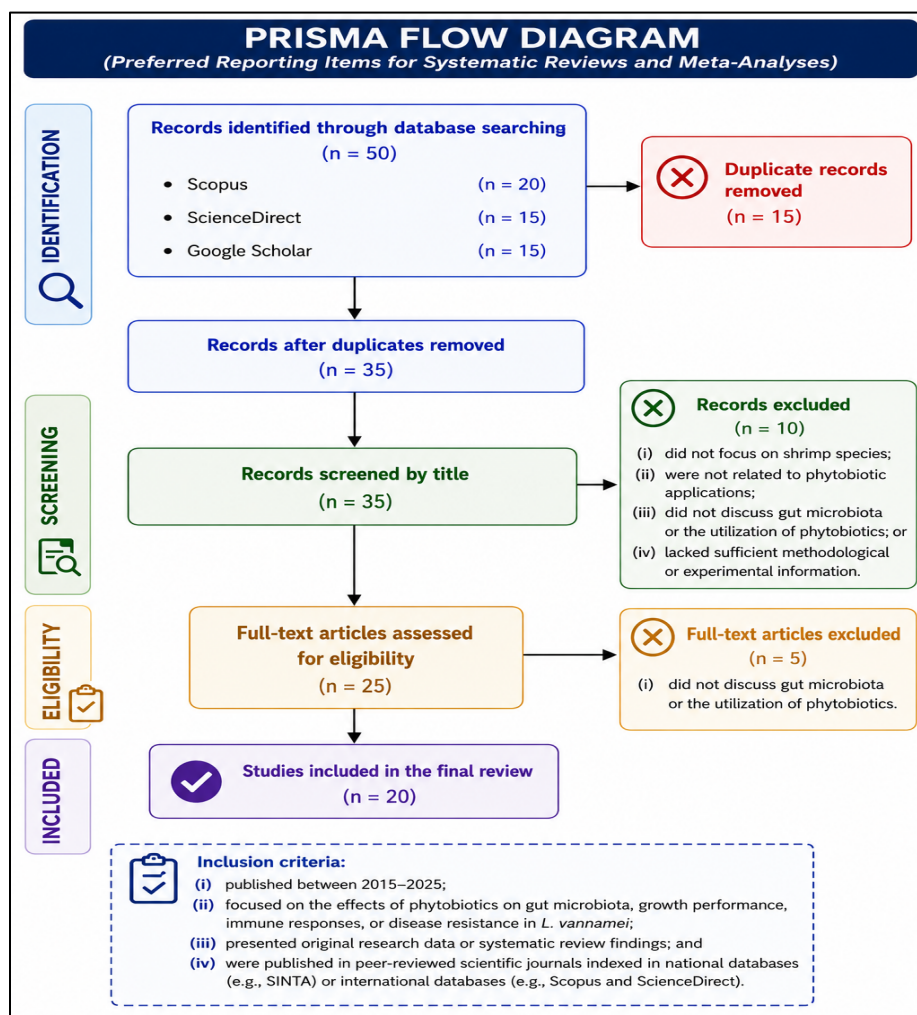 PRISMA FLOW DIAGRAM
(Preferred Reporting Items for Systematic Reviews and Meta-Analyses)
IDENTIFICATION
Records identified through database searching
(n = 50)
• Scopus (n = 20)
• ScienceDirect (n = 15)
• Google Scholar (n = 15)
Duplicate records
removed
(n = 15)
Records after duplicates removed
(n = 35)
SCREENING
Records screened by title
(n = 35)
Records excluded
(n = 10)
(i) did not focus on shrimp species;
(ii) were not related to phytobiotic
applications;
(iii) did not discuss gut microbiota
or the utilization of phytobiotics; or
(iv) lacked sufficient methodological
or experimental information.
ELIGIBILITY
Full-text articles assessed
for eligibility
(n = 25)
Full-text articles excluded
(n = 5)
(i) did not discuss gut microbiota
or the utilization of phytobiotics.
INCLUDED
Studies included in the final review
(n = 20)
Inclusion criteria:
(i) published between 2015–2025;
(ii) focused on the effects of phytobiotics on gut microbiota, growth performance,
immune responses, or disease resistance in L. vannamei;
(iii) presented original research data or systematic review findings; and
(iv) were published in peer-reviewed scientific journals indexed in national databases
(e.g., SINTA) or international databases (e.g., Scopus and ScienceDirect).